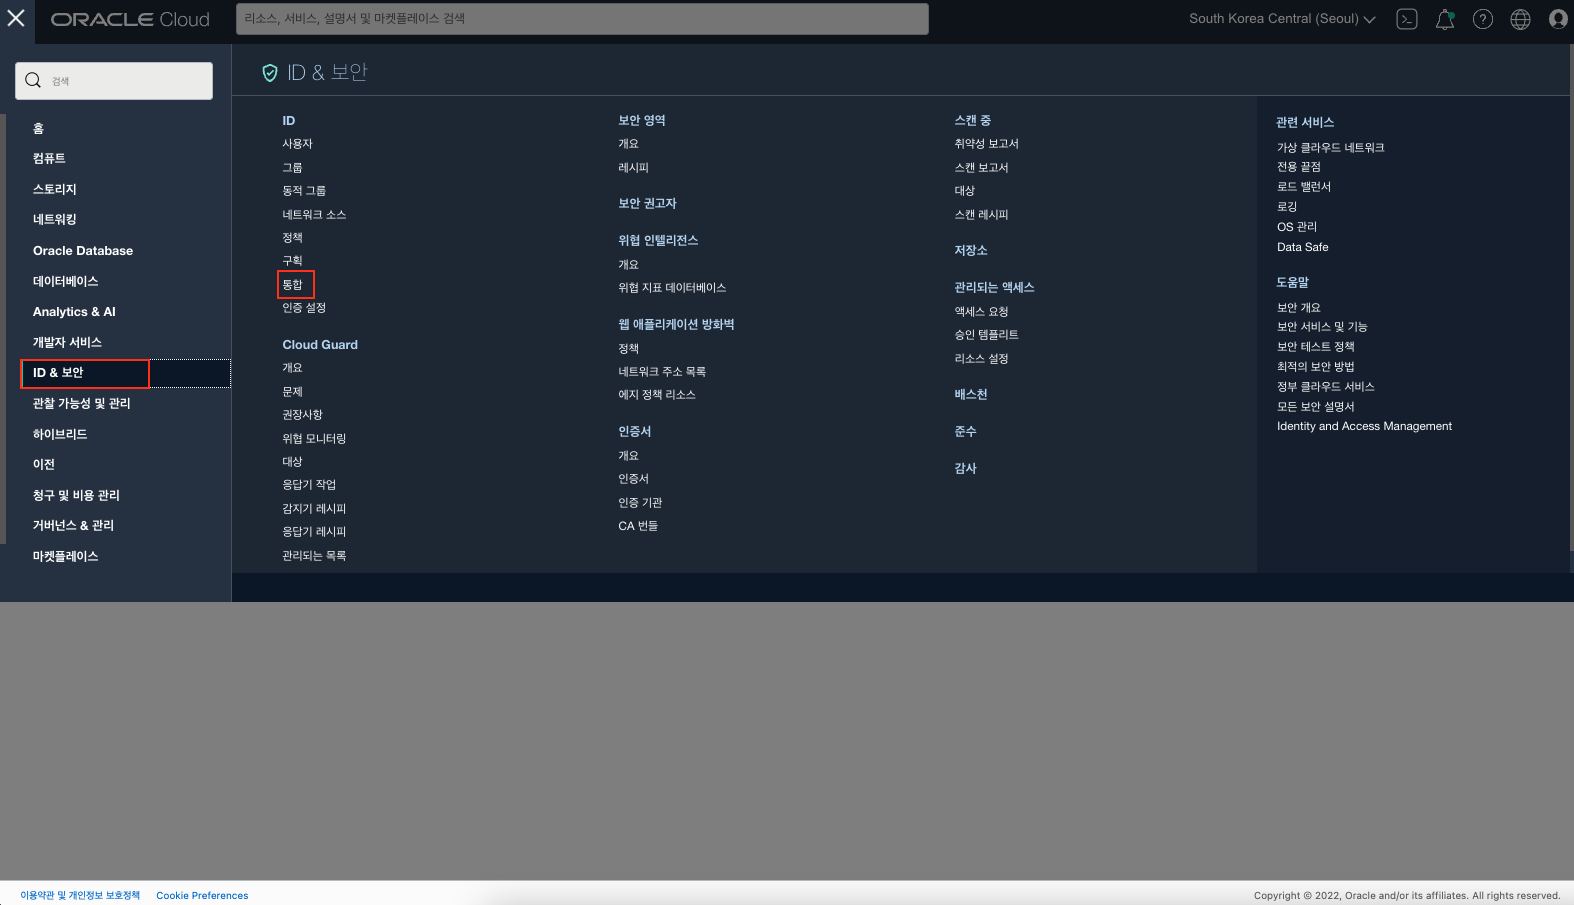 ORACLE Cloud
리소스, 서비스, 설명서 및 마켓플레이스 검색
South Korea Central (Seoul)
검색
홈
컴퓨트
스토리지
네트워킹
Oracle Database
데이터베이스
Analytics & AI
개발자 서비스
ID & 보안
관찰 가능성 및 관리
하이브리드
이전
청구 및 비용 관리
거버넌스 & 관리
마켓플레이스
ID & 보안
ID
사용자
그룹
동적 그룹
네트워크 소스
정책
구획
통합
인증 설정
Cloud Guard
개요
문제
권장사항
위협 모니터링
대상
응답기 작업
감지기 레시피
응답기 레시피
관리되는 목록
보안 영역
개요
레시피
보안 권고자
위협 인텔리전스
개요
위협 지표 데이터베이스
웹 애플리케이션 방화벽
정책
네트워크 주소 목록
에지 정책 리소스
인증서
개요
인증서
인증 기관
CA 번들
스캔 중
취약성 보고서
스캔 보고서
대상
스캔 레시피
저장소
관리되는 액세스
액세스 요청
승인 템플리트
리소스 설정
배스천
준수
감사
관련 서비스
가상 클라우드 네트워크
전용 끝점
로드 밸런서
로깅
OS 관리
Data Safe
도움말
보안 개요
보안 서비스 및 기능
보안 테스트 정책
최적의 보안 방법
정부 클라우드 서비스
모든 보안 설명서
Identity and Access Management
이용약관 및 개인정보 보호정책
Cookie Preferences
Copyright © 2022, Oracle and/or its affiliates. All rights reserved.